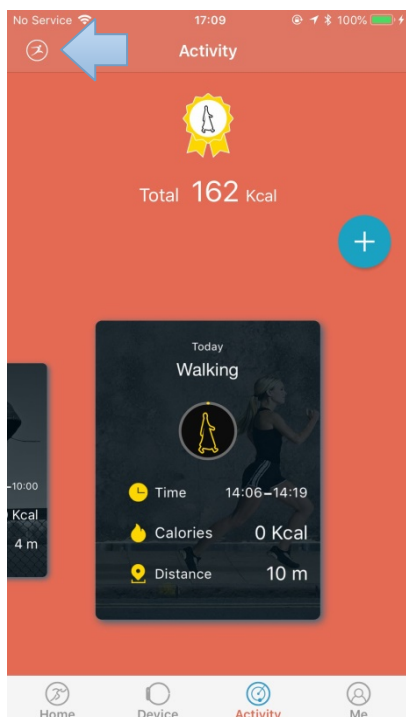 No Service 17:09 100%
Activity
Total 162 Kcal
+
Today
Walking
Time 14:06–14:19
Calories 0 Kcal
Distance 10 m
–10:00
Kcal
4 m
Home Device Activity Me